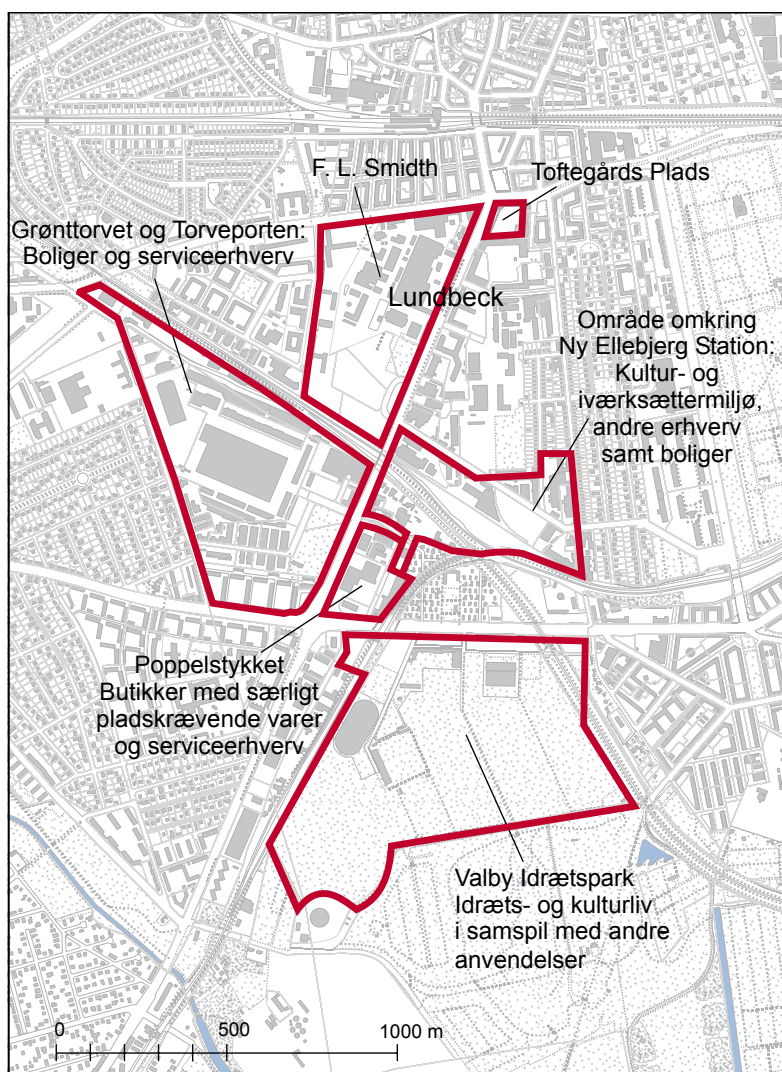 F. L. Smidth
Toftegårds Plads
Grønttorvet og Torveporten:
Boliger og serviceerhverv
Lundbeck
Område omkring
Ny Ellebjerg Station:
Kultur- og
iværksættermiljø,
andre erhverv
samt boliger
Poppelstykket
Butikker med særligt
pladskrævende varer
og serviceerhverv
Valby Idrætspark
Idræts- og kulturliv
i samspil med andre
anvendelser
0 500 1000 m